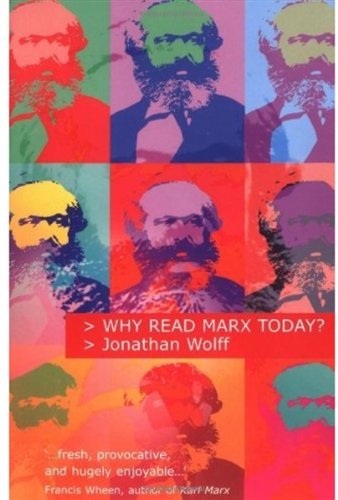 > WHY READ MARX TODAY?
> Jonathan Wolff
'...fresh, provocative,
and hugely enjoyable...'
Francis Wheen, author of Karl Marx